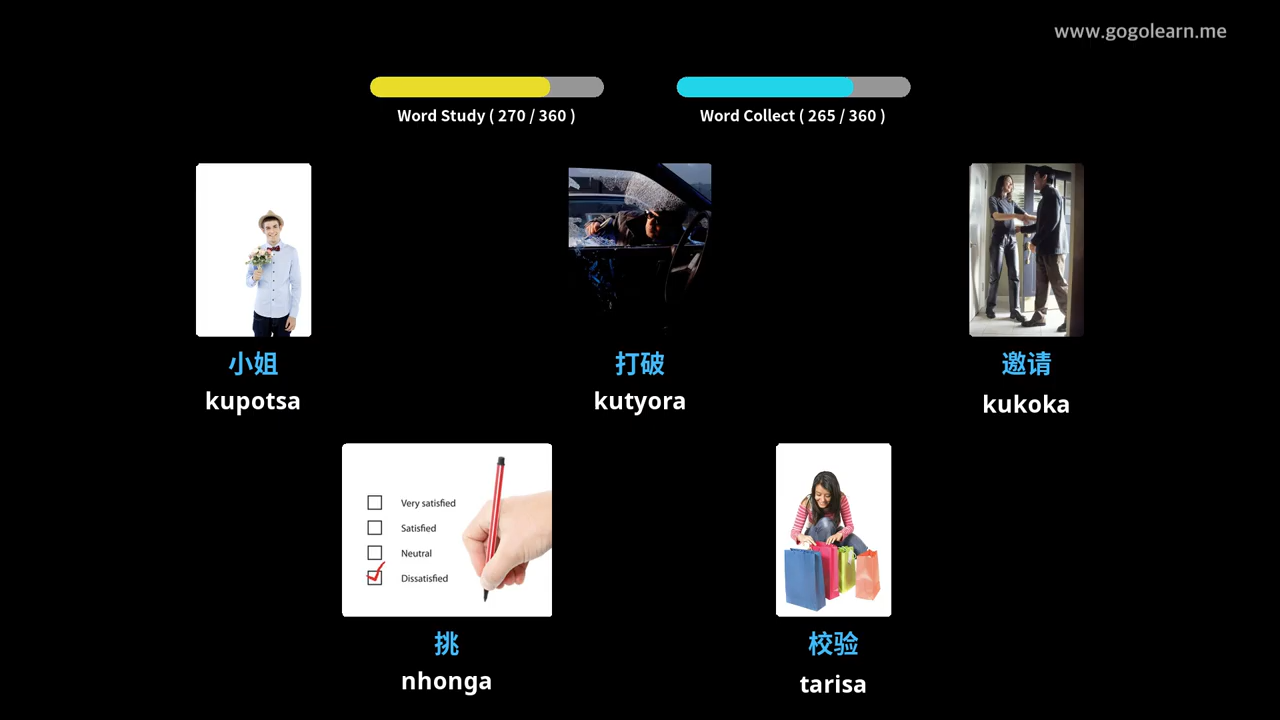 www.gogolearn.me
Word Study ( 270 / 360 )
Word Collect ( 265 / 360 )
小姐
kupotsa
打破
kutyora
邀请
kukoka
Very satisfied
Satisfied
Neutral
Dissatisfied
挑
nhonga
校验
tarisa